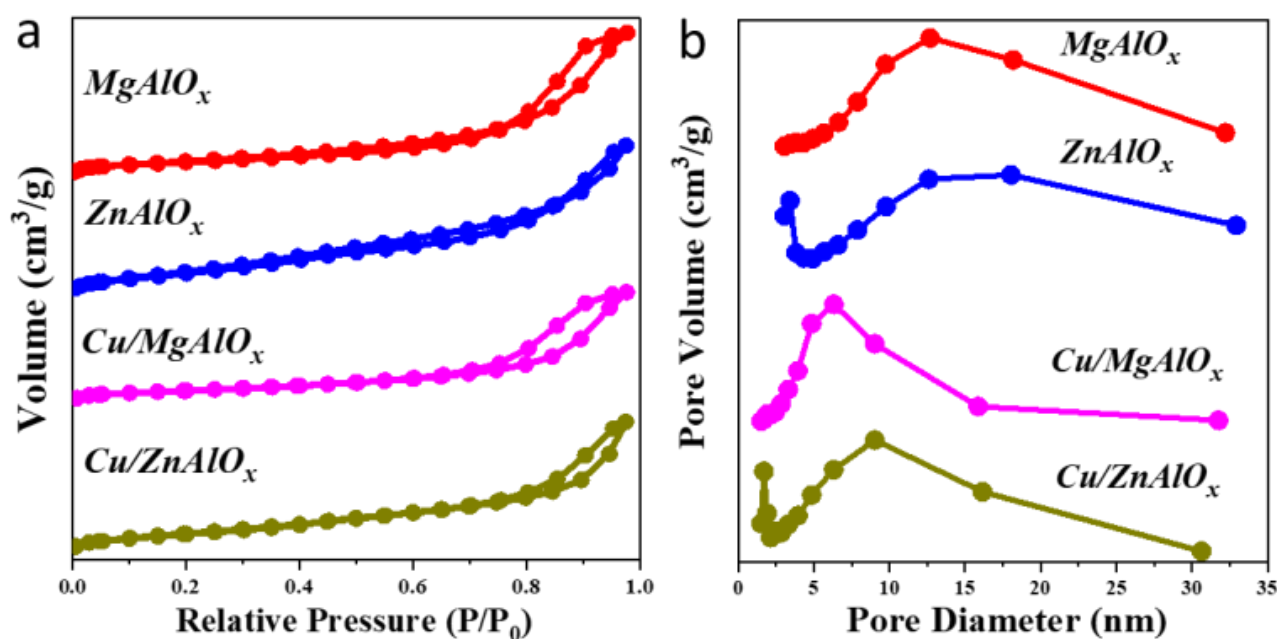 a
MgAlOₓ
ZnAlOₓ
Cu/MgAlOₓ
Cu/ZnAlOₓ
Volume (cm³/g)
0.0 0.2 0.4 0.6 0.8 1.0
Relative Pressure (P/P₀)
b
MgAlOₓ
ZnAlOₓ
Cu/MgAlOₓ
Cu/ZnAlOₓ
Pore Volume (cm³/g)
0 5 10 15 20 25 30 35
Pore Diameter (nm)